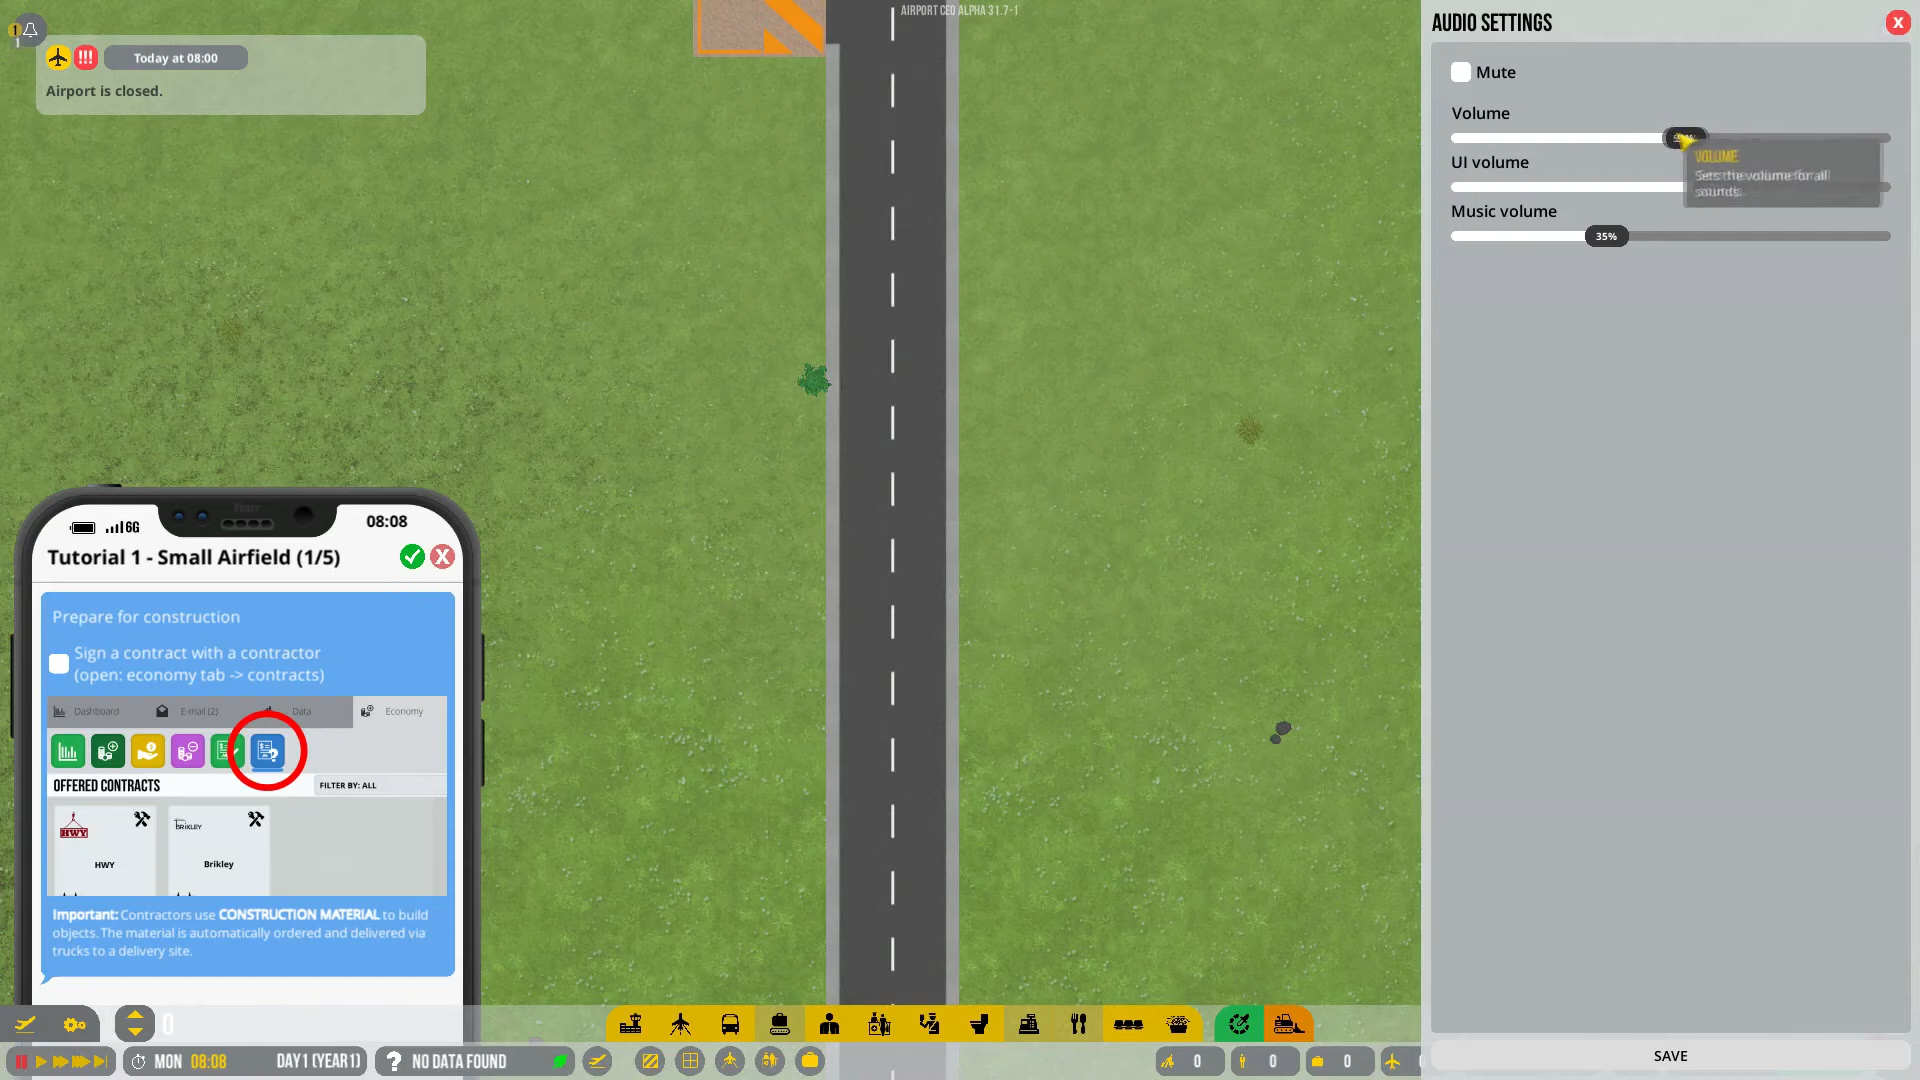 AIRPORT CEO ALPHA 31.7-1
1
!!! Today at 08:00
Airport is closed.
AUDIO SETTINGS
X
Mute
Volume
VOLUME
Sets the volume for all
sounds.
UI volume
Music volume
35%
SAVE
Phone
6G
08:08
Tutorial 1 - Small Airfield (1/5)
Prepare for construction
Sign a contract with a contractor
(open: economy tab -> contracts)
Dashboard E-mail (2) Data Economy
OFFERED CONTRACTS FILTER BY: ALL
HWY BRIKLEY
HWY Brikley
Important: Contractors use CONSTRUCTION MATERIAL to build
objects. The material is automatically ordered and delivered via
trucks to a delivery site.
0
MON 08:08 DAY 1 (YEAR 1) ? NO DATA FOUND
0 0 0